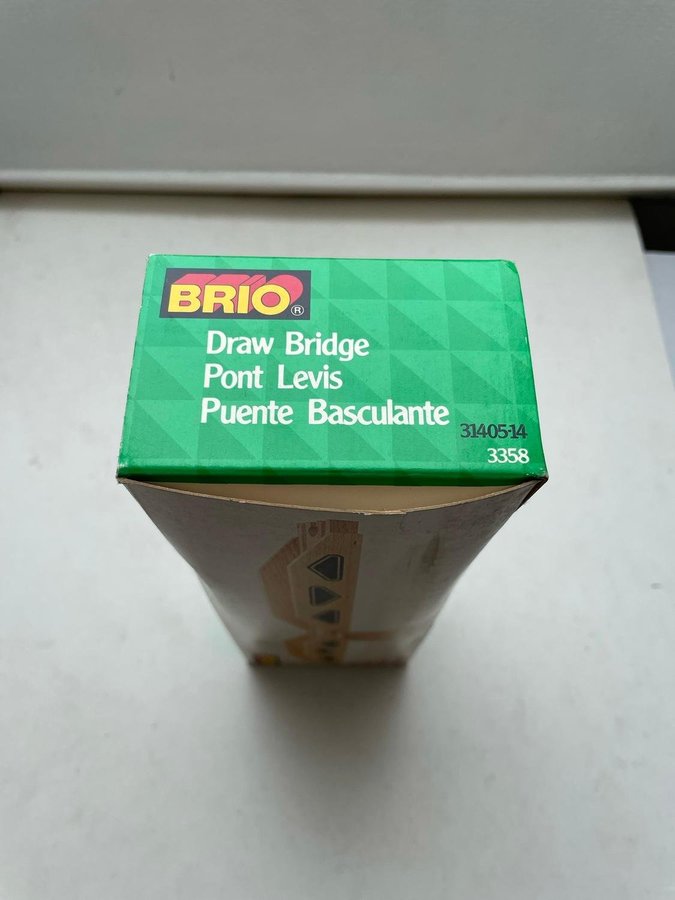 BRIO®
Draw Bridge
Pont Levis
Puente Basculante
31405-14
3358